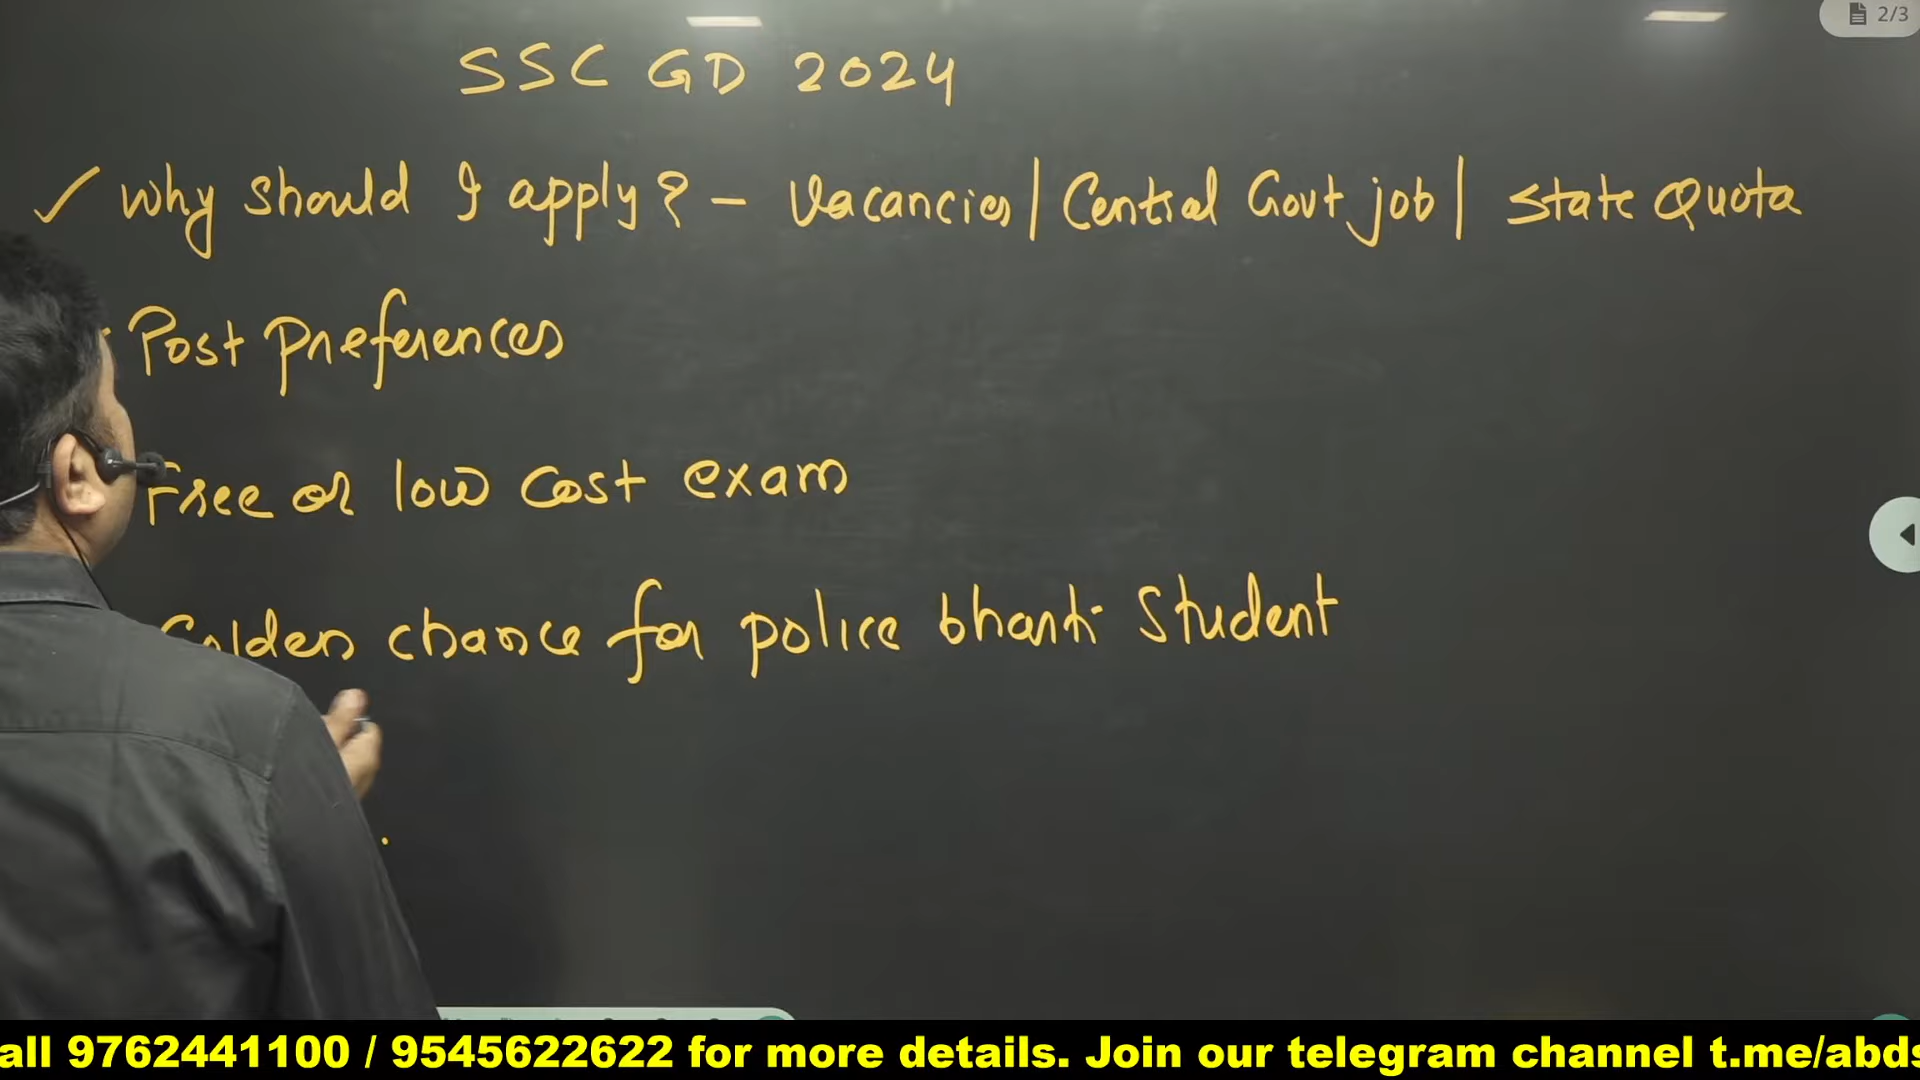 2/3
SSC GD 2024
✓ Why should I apply? - Vacancies | Central Govt job | State Quota
Post Preferences
Free or low cost exam
Golden chance for police bharti Student
all 9762441100 / 9545622622 for more details. Join our telegram channel t.me/abds